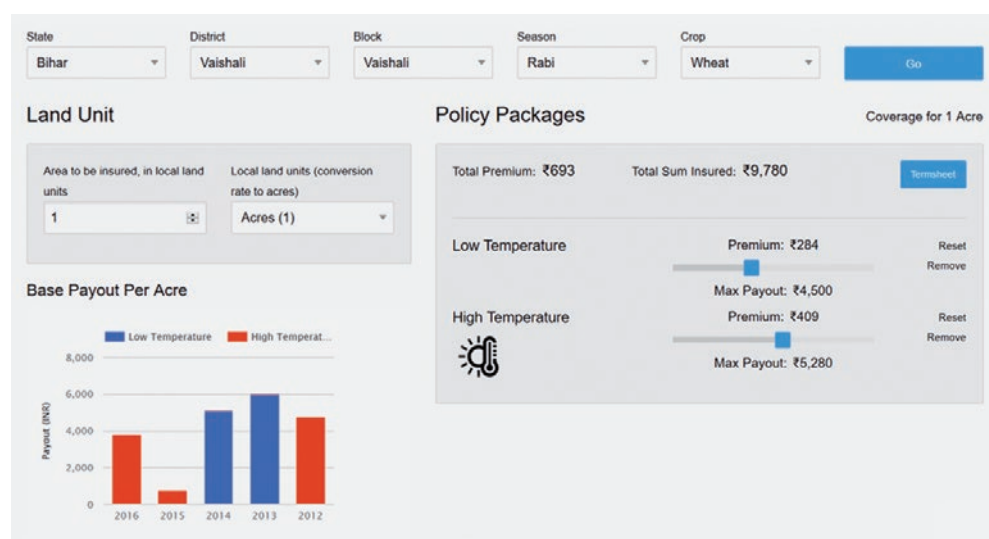 State District Block Season Crop
Bihar Vaishali Vaishali Rabi Wheat Go
Land Unit
Area to be insured, in local land units
Local land units (conversion rate to acres)
1
Acres (1)
Base Payout Per Acre
Low Temperature High Temperat...
8,000
6,000
4,000
2,000
0
Payout (INR)
2016 2015 2014 2013 2012
Policy Packages
Coverage for 1 Acre
Total Premium: ₹693 Total Sum Insured: ₹9,780 Termsheet
Low Temperature
Premium: ₹284
Reset
Remove
Max Payout: ₹4,500
High Temperature
Premium: ₹409
Reset
Remove
Max Payout: ₹5,280